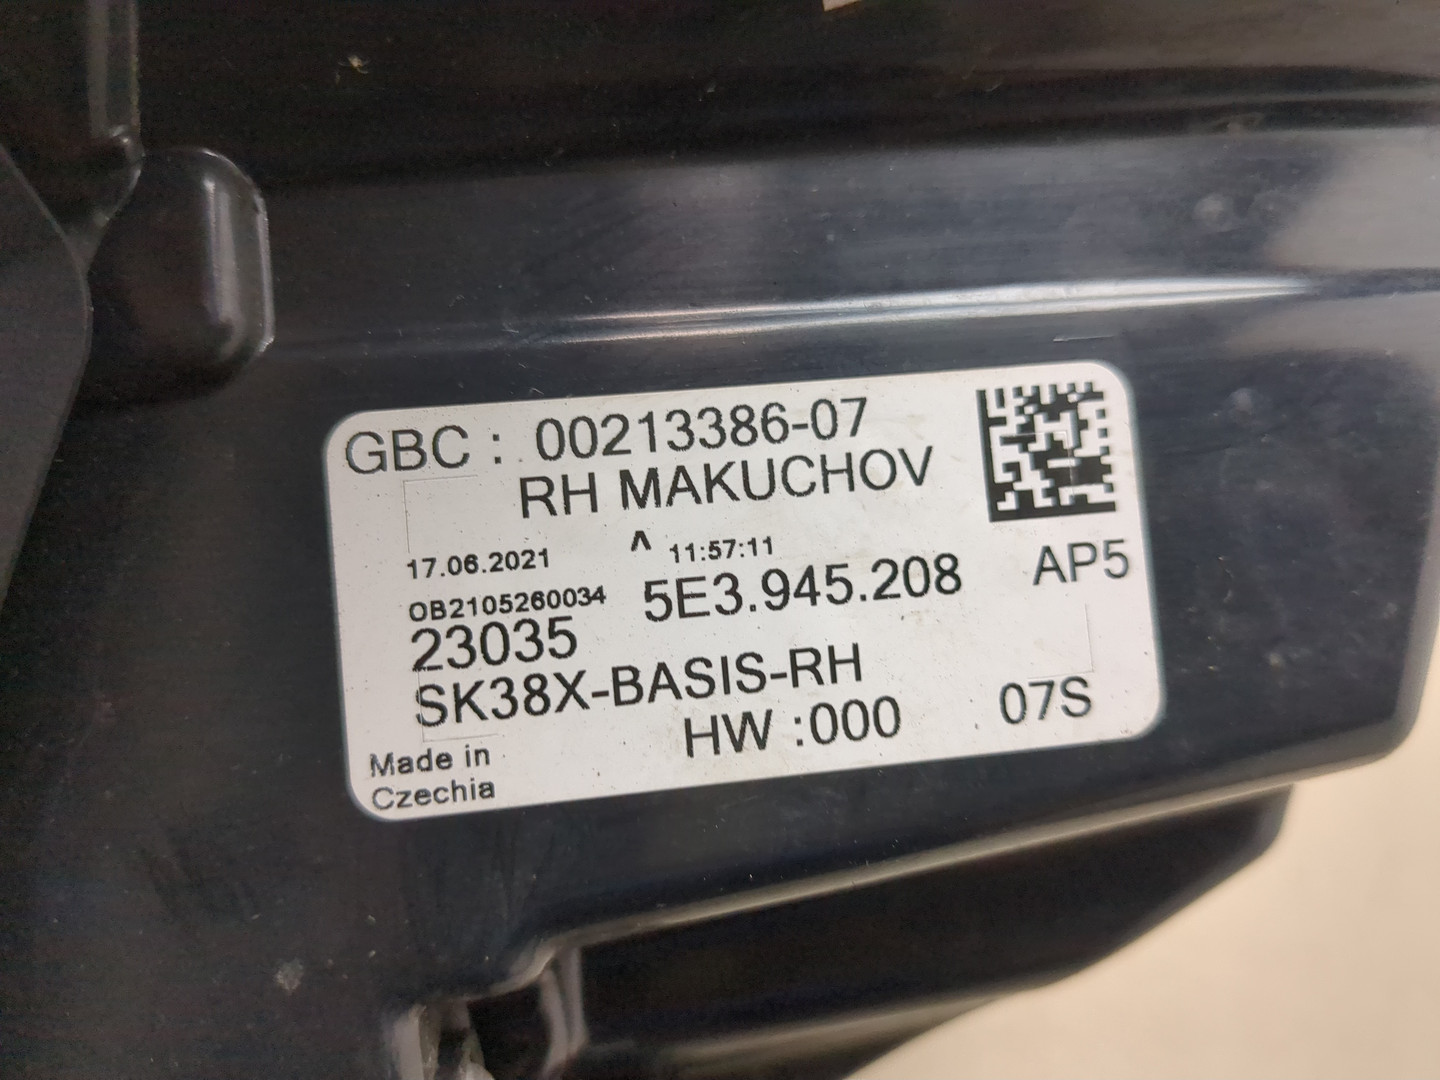 GBC : 00213386-07
RH MAKUCHOV
17.06.2021 ^ 11:57:11
OB2105260034 5E3.945.208 AP5
23035
SK38X-BASIS-RH
HW :000 07S
Made in
Czechia